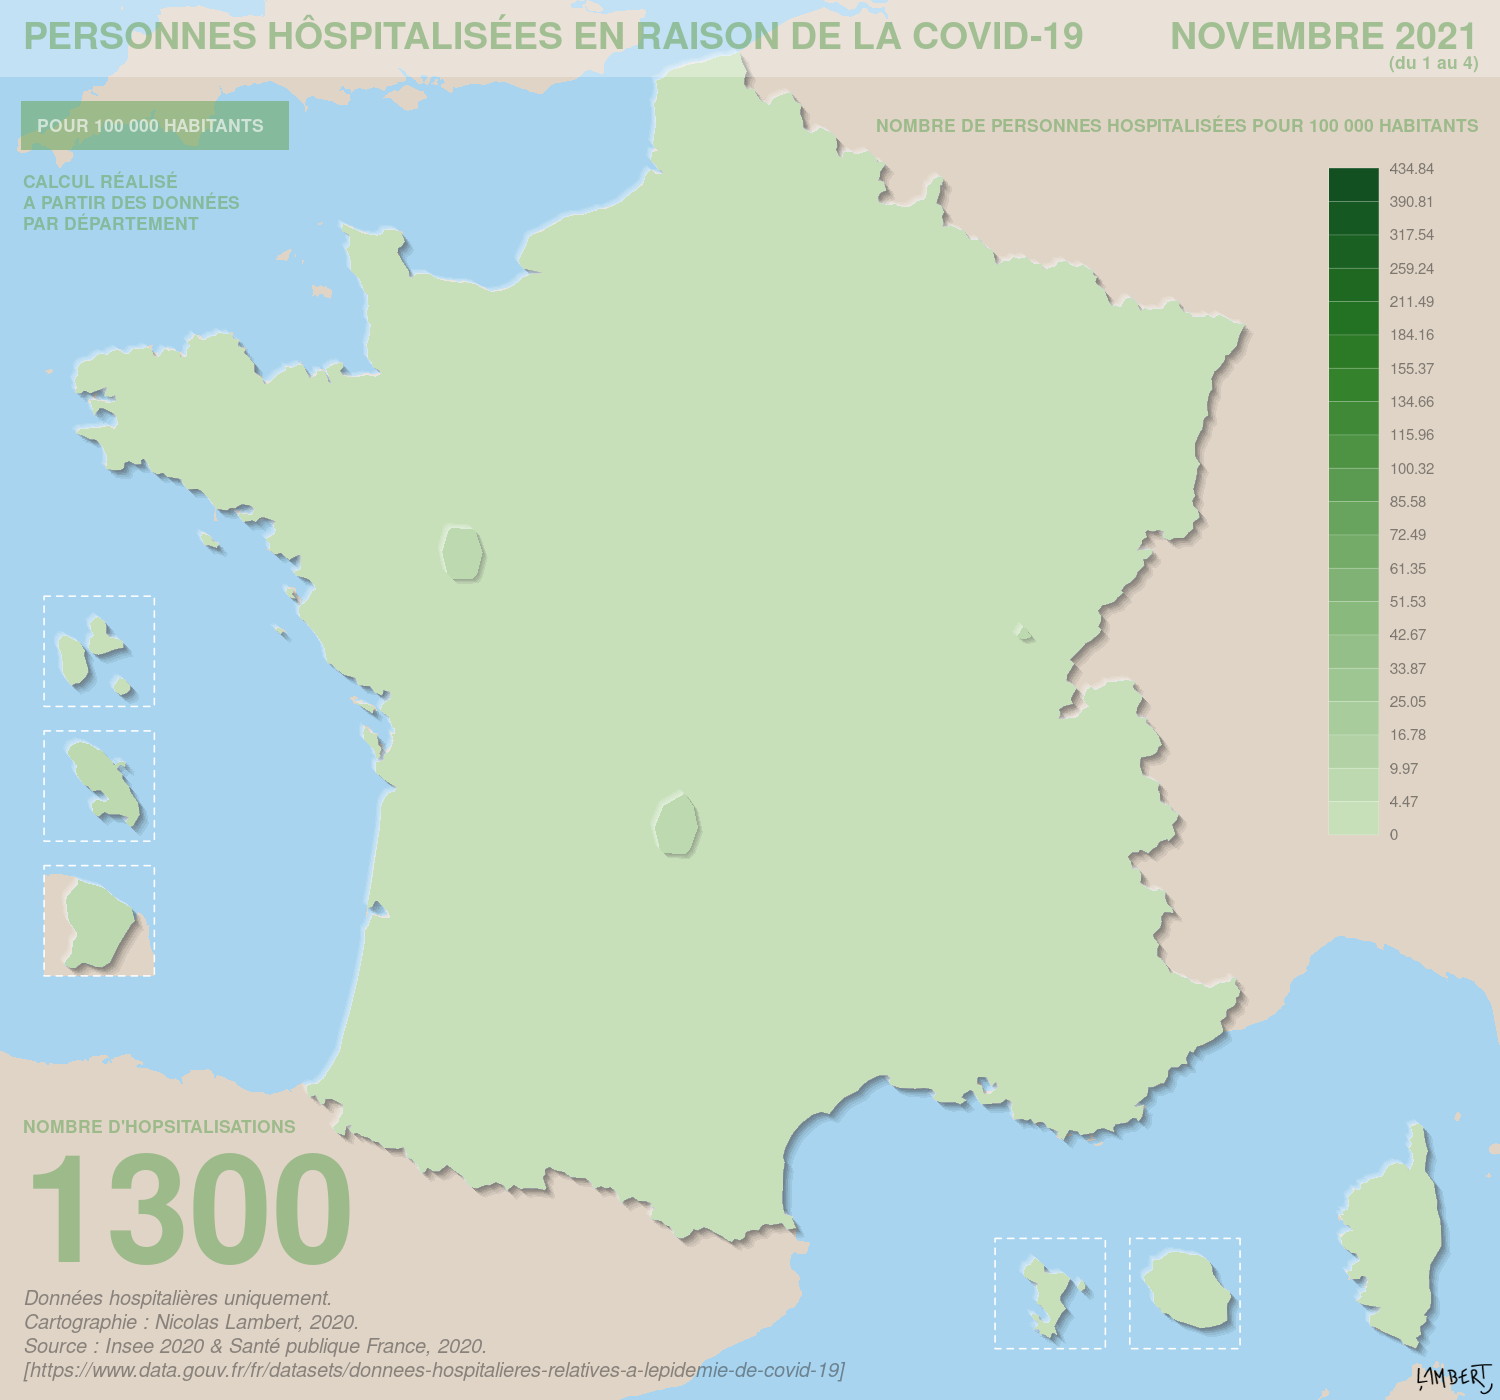 PERSONNES HÔSPITALISÉES EN RAISON DE LA COVID-19
NOVEMBRE 2021
(du 1 au 4)
POUR 100 000 HABITANTS
CALCUL RÉALISÉ
A PARTIR DES DONNÉES
PAR DÉPARTEMENT
NOMBRE DE PERSONNES HOSPITALISÉES POUR 100 000 HABITANTS
434.84
390.81
317.54
259.24
211.49
184.16
155.37
134.66
115.96
100.32
85.58
72.49
61.35
51.53
42.67
33.87
25.05
16.78
9.97
4.47
0
NOMBRE D'HOPSITALISATIONS
1300
Données hospitalières uniquement.
Cartographie : Nicolas Lambert, 2020.
Source : Insee 2020 & Santé publique France, 2020.
[https://www.data.gouv.fr/fr/datasets/donnees-hospitalieres-relatives-a-lepidemie-de-covid-19]
LAMBERT